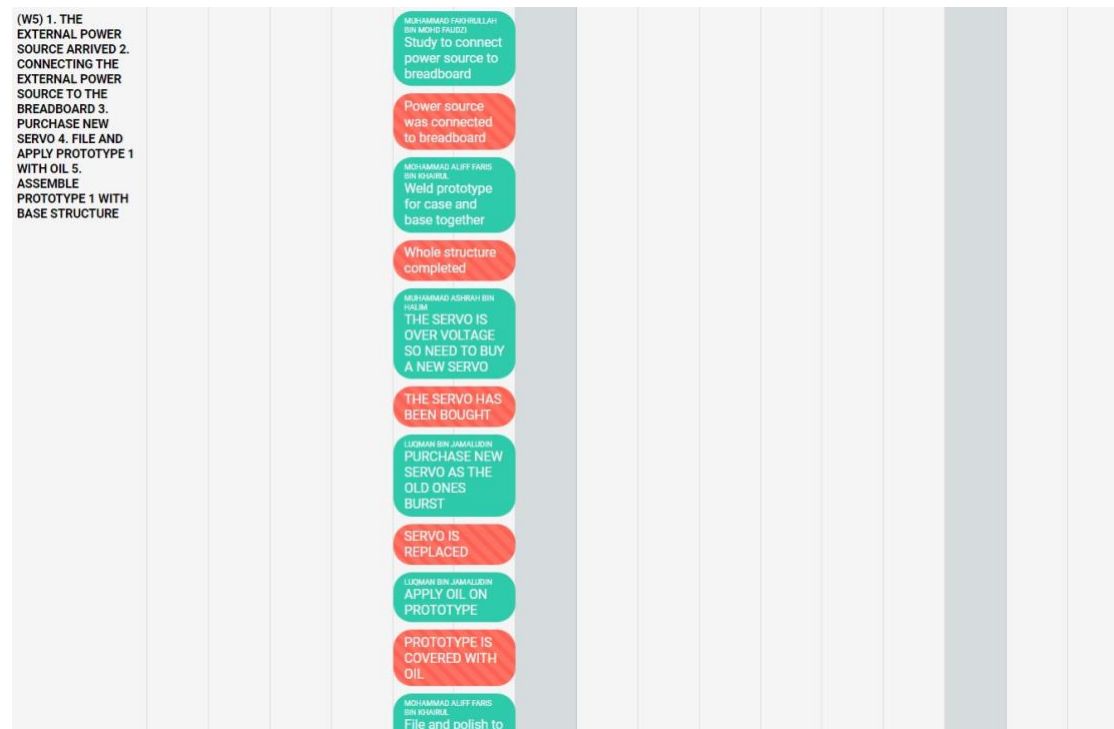 (W5) 1. THE
EXTERNAL POWER
SOURCE ARRIVED 2.
CONNECTING THE
EXTERNAL POWER
SOURCE TO THE
BREADBOARD 3.
PURCHASE NEW
SERVO 4. FILE AND
APPLY PROTOTYPE 1
WITH OIL 5.
ASSEMBLE
PROTOTYPE 1 WITH
BASE STRUCTURE
MUHAMMAD FAKHRULLAH
BIN MOHD FAUDZI
Study to connect
power source to
breadboard
Power source
was connected
to breadboard
MOHAMMAD ALIFF FARIS
BIN KHAIRUL
Weld prototype
for case and
base together
Whole structure
completed
MUHAMMAD ASHRAH BIN
HALIM
THE SERVO IS
OVER VOLTAGE
SO NEED TO BUY
A NEW SERVO
THE SERVO HAS
BEEN BOUGHT
LUQMAN BIN JAMALUDIN
PURCHASE NEW
SERVO AS THE
OLD ONES
BURST
SERVO IS
REPLACED
LUQMAN BIN JAMALUDIN
APPLY OIL ON
PROTOTYPE
PROTOTYPE IS
COVERED WITH
OIL
MOHAMMAD ALIFF FARIS
BIN KHAIRUL
File and polish to